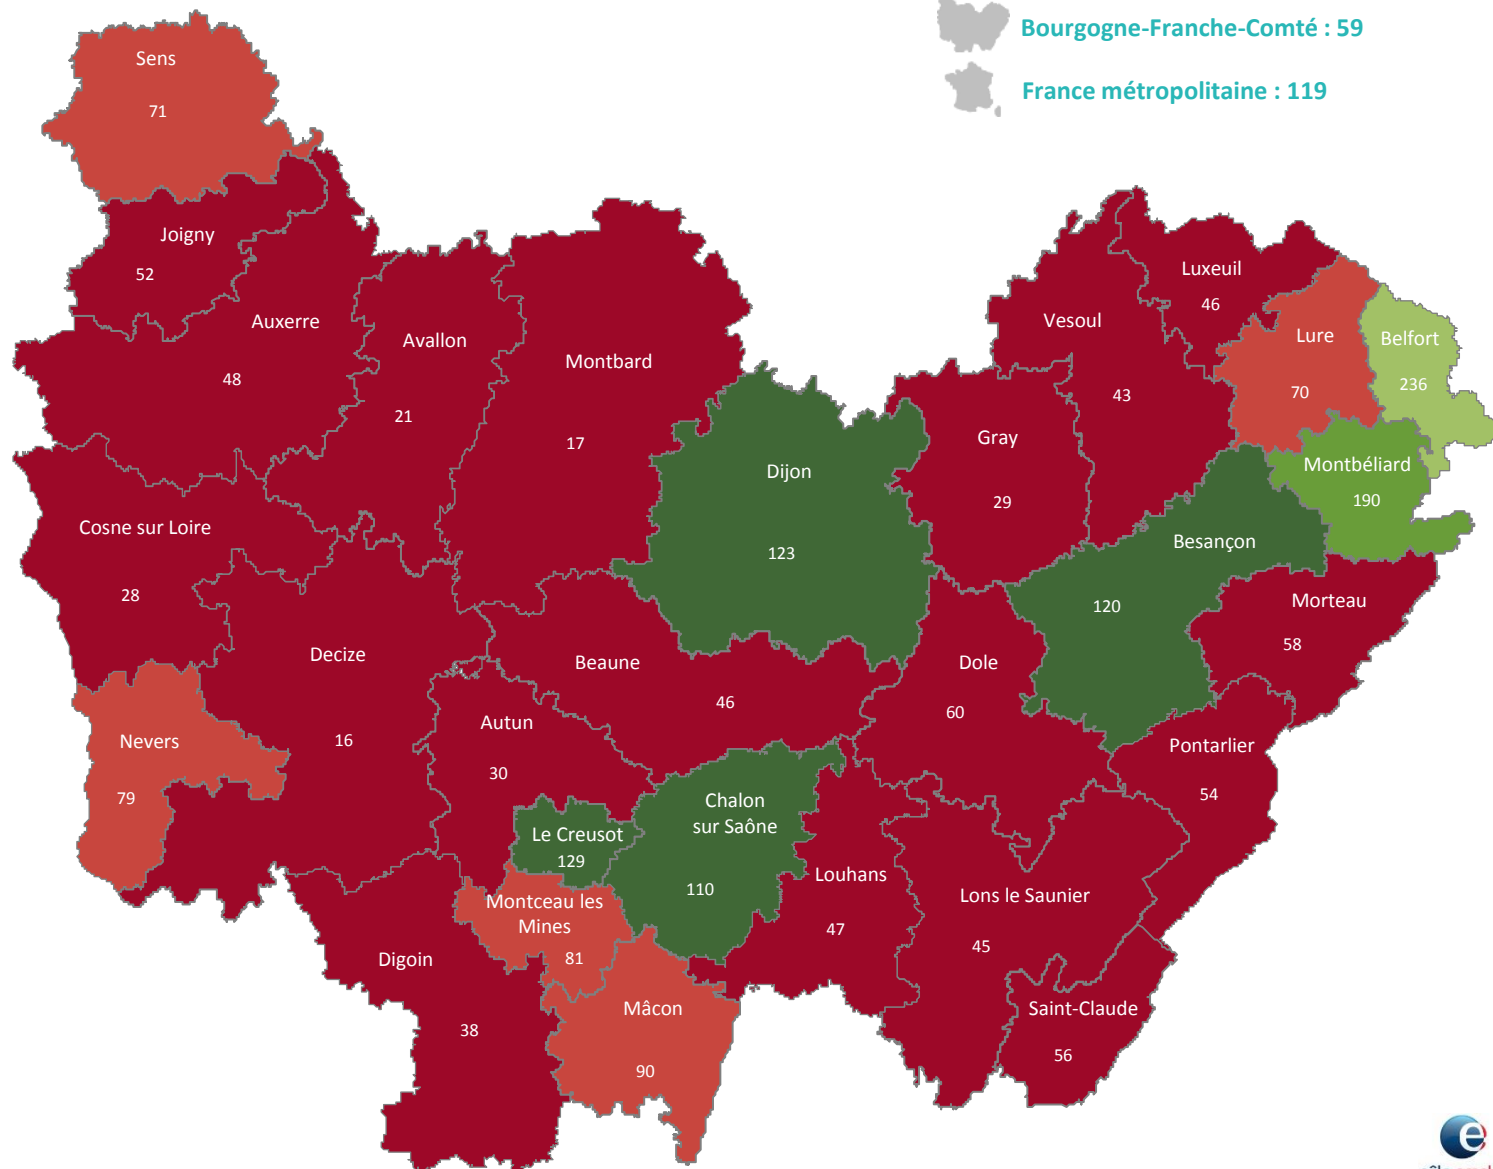 Bourgogne-Franche-Comté : 59
France métropolitaine : 119
Sens
71
Joigny
52
Auxerre
48
Avallon
21
Montbard
17
Dijon
123
Vesoul
43
Luxeuil
46
Lure
70
Belfort
236
Montbéliard
190
Gray
29
Besançon
120
Morteau
58
Cosne sur Loire
28
Decize
16
Nevers
79
Beaune
46
Autun
30
Dole
60
Pontarlier
54
Chalon
sur Saône
110
Le Creusot
129
Montceau les
Mines
81
Louhans
47
Lons le Saunier
45
Digoin
38
Mâcon
90
Saint-Claude
56